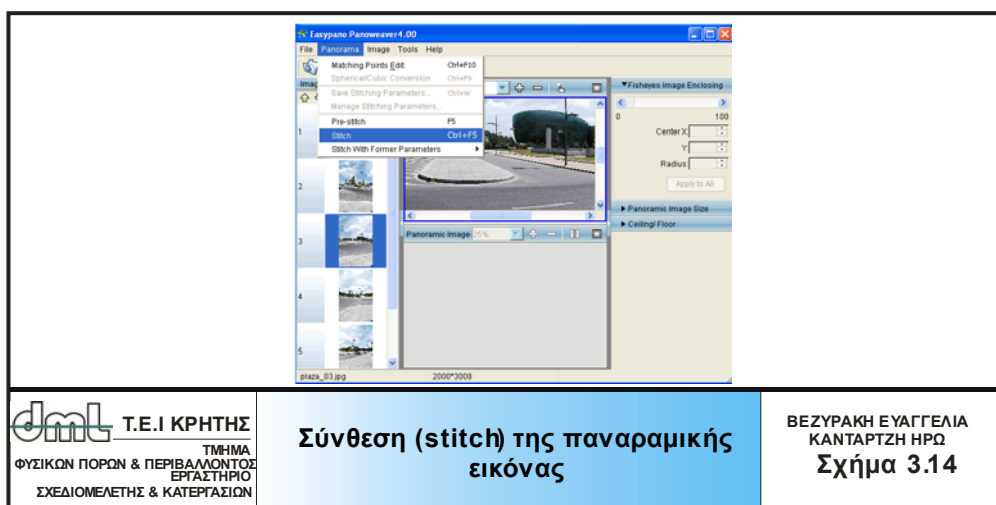 Easypano Panoweaver4.00
File Panorama Image Tools Help
Matching Points Edit Ctrl+F10
Spherical/Cubic Conversion Ctrl+F9
Save Stitching Parameters... Ctrl+W
Manage Stitching Parameters...
Pre-stitch F5
Stitch Ctrl+F5
Stitch With Former Parameters
Fisheyes Image Enclosing
0 100
Center X:
Y:
Radius:
Apply to All
Panoramic Image Size
Ceiling/Floor
1
2
3
4
5
Panoramic Image 25%
plaza_03.jpg 2000*3008
dml Τ.Ε.Ι ΚΡΗΤΗΣ
ΤΜΗΜΑ
ΦΥΣΙΚΩΝ ΠΟΡΩΝ & ΠΕΡΙΒΑΛΛΟΝΤΟΣ
ΕΡΓΑΣΤΗΡΙΟ
ΣΧΕΔΙΟΜΕΛΕΤΗΣ & ΚΑΤΕΡΓΑΣΙΩΝ
Σύνθεση (stitch) της παναραμικής
εικόνας
ΒΕΖΥΡΑΚΗ ΕΥΑΓΓΕΛΙΑ
ΚΑΝΤΑΡΤΖΗ ΗΡΩ
Σχήμα 3.14